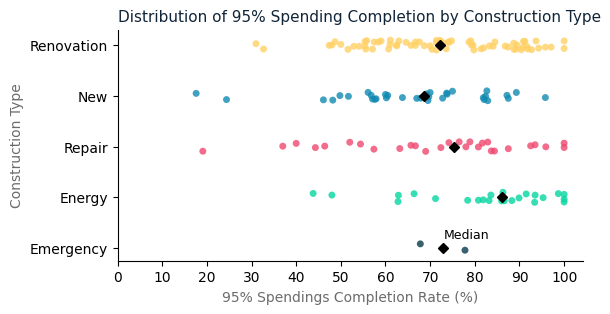 Distribution of 95% Spending Completion by Construction Type
Construction Type
Renovation
New
Repair
Energy
Emergency
Median
0 10 20 30 40 50 60 70 80 90 100
95% Spendings Completion Rate (%)